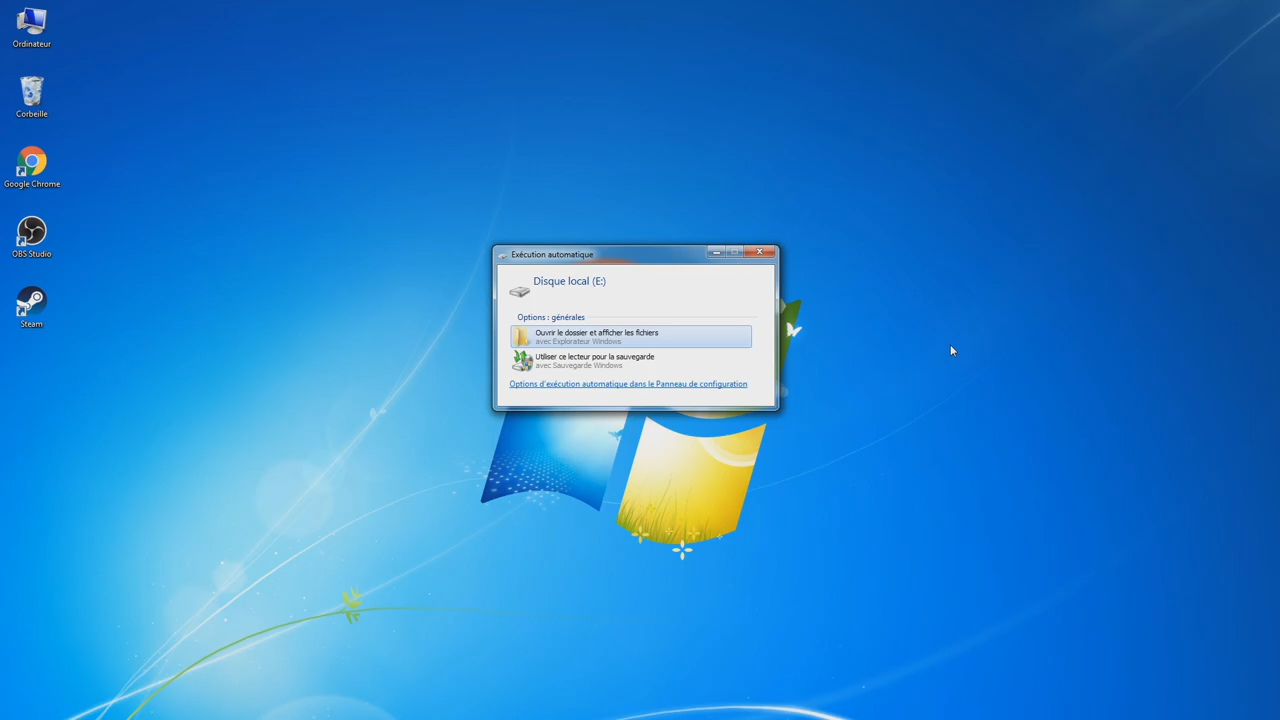 Ordinateur
Corbeille
Google Chrome
OBS Studio
Steam
Exécution automatique
Disque local (E:)
Options : générales
Ouvrir le dossier et afficher les fichiers
avec Explorateur Windows
Utiliser ce lecteur pour la sauvegarde
avec Sauvegarde Windows
Options d'exécution automatique dans le Panneau de configuration